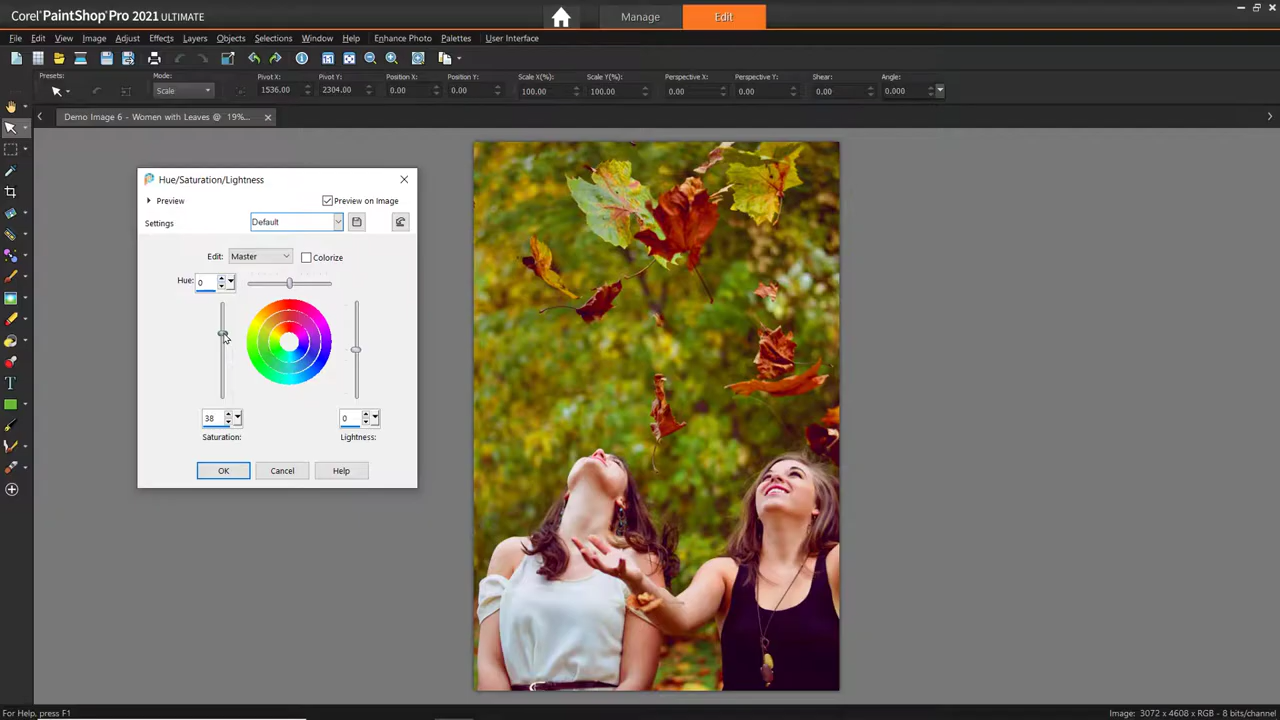 Corel PaintShop Pro 2021 ULTIMATE
Manage
Edit
File Edit View Image Adjust Effects Layers Objects Selections Window Help Enhance Photo Palettes User Interface
Presets: Mode: Pivot X: Pivot Y: Position X: Position Y: Scale X(%): Scale Y(%): Perspective X: Perspective Y: Shear: Angle:
Scale 1536.00 2304.00 0.00 0.00 100.00 100.00 0.00 0.00 0.00 0.000
Demo Image 6 - Women with Leaves @ 19%...
Hue/Saturation/Lightness
Preview
Preview on Image
Settings
Default
Edit: Master
Colorize
Hue: 0
38
0
Saturation:
Lightness:
OK
Cancel
Help
For Help, press F1
Image: 3072 x 4608 x RGB - 8 bits/channel